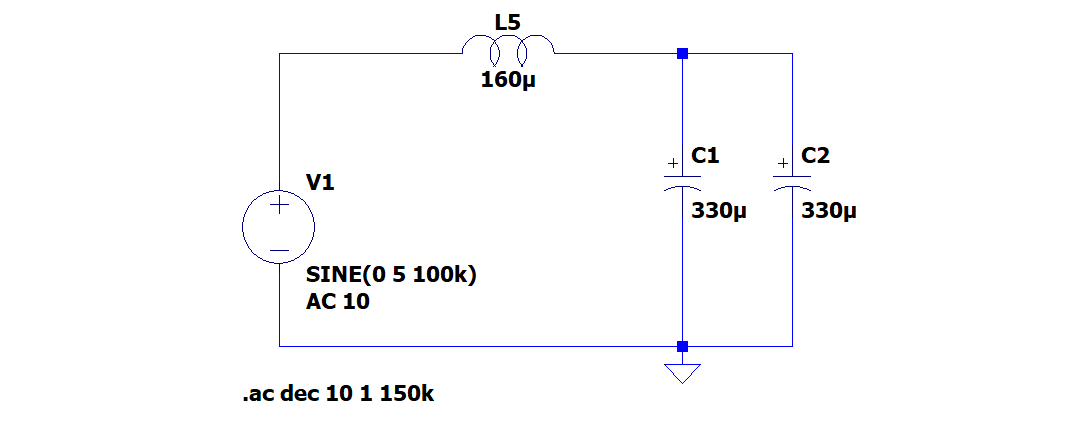 L5
160µ
C1
C2
V1
330µ
330µ
SINE(0 5 100k)
AC 10
.ac dec 10 1 150k